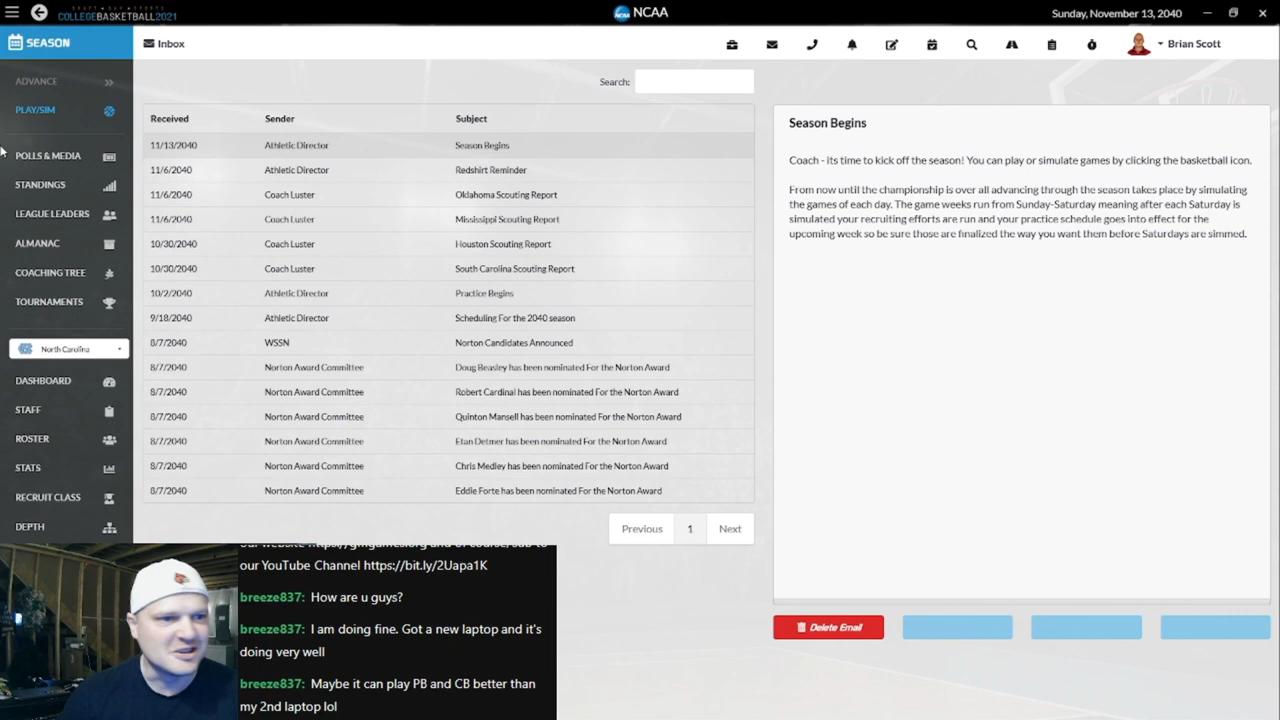 DRAFT DAY SPORTS
COLLEGEBASKETBALL2021
NCAA
NCAA
Sunday, November 13, 2040
SEASON
Inbox
Brian Scott
ADVANCE
PLAY/SIM
POLLS & MEDIA
STANDINGS
LEAGUE LEADERS
ALMANAC
COACHING TREE
TOURNAMENTS
North Carolina
DASHBOARD
STAFF
ROSTER
STATS
RECRUIT CLASS
DEPTH
Search:
Received Sender Subject
11/13/2040 Athletic Director Season Begins
11/6/2040 Athletic Director Redshirt Reminder
11/6/2040 Coach Luster Oklahoma Scouting Report
11/6/2040 Coach Luster Mississippi Scouting Report
10/30/2040 Coach Luster Houston Scouting Report
10/30/2040 Coach Luster South Carolina Scouting Report
10/2/2040 Athletic Director Practice Begins
9/18/2040 Athletic Director Scheduling For the 2040 season
8/7/2040 WSSN Norton Candidates Announced
8/7/2040 Norton Award Committee Doug Beasley has been nominated For the Norton Award
8/7/2040 Norton Award Committee Robert Cardinal has been nominated For the Norton Award
8/7/2040 Norton Award Committee Quinton Mansell has been nominated For the Norton Award
8/7/2040 Norton Award Committee Etan Detmer has been nominated For the Norton Award
8/7/2040 Norton Award Committee Chris Medley has been nominated For the Norton Award
8/7/2040 Norton Award Committee Eddie Forte has been nominated For the Norton Award
Previous 1 Next
Season Begins
Coach - its time to kick off the season! You can play or simulate games by clicking the basketball icon.
From now until the championship is over all advancing through the season takes place by simulating
the games of each day. The game weeks run from Sunday-Saturday meaning after each Saturday is
simulated your recruiting efforts are run and your practice schedule goes into effect for the
upcoming week so be sure those are finalized the way you want them before Saturdays are simmed.
Delete Email
our website https://gmgames.org and of course, sub to
our YouTube Channel https://bit.ly/2Uapa1K
breeze837: How are u guys?
breeze837: I am doing fine. Got a new laptop and it's
doing very well
breeze837: Maybe it can play PB and CB better than
my 2nd laptop lol